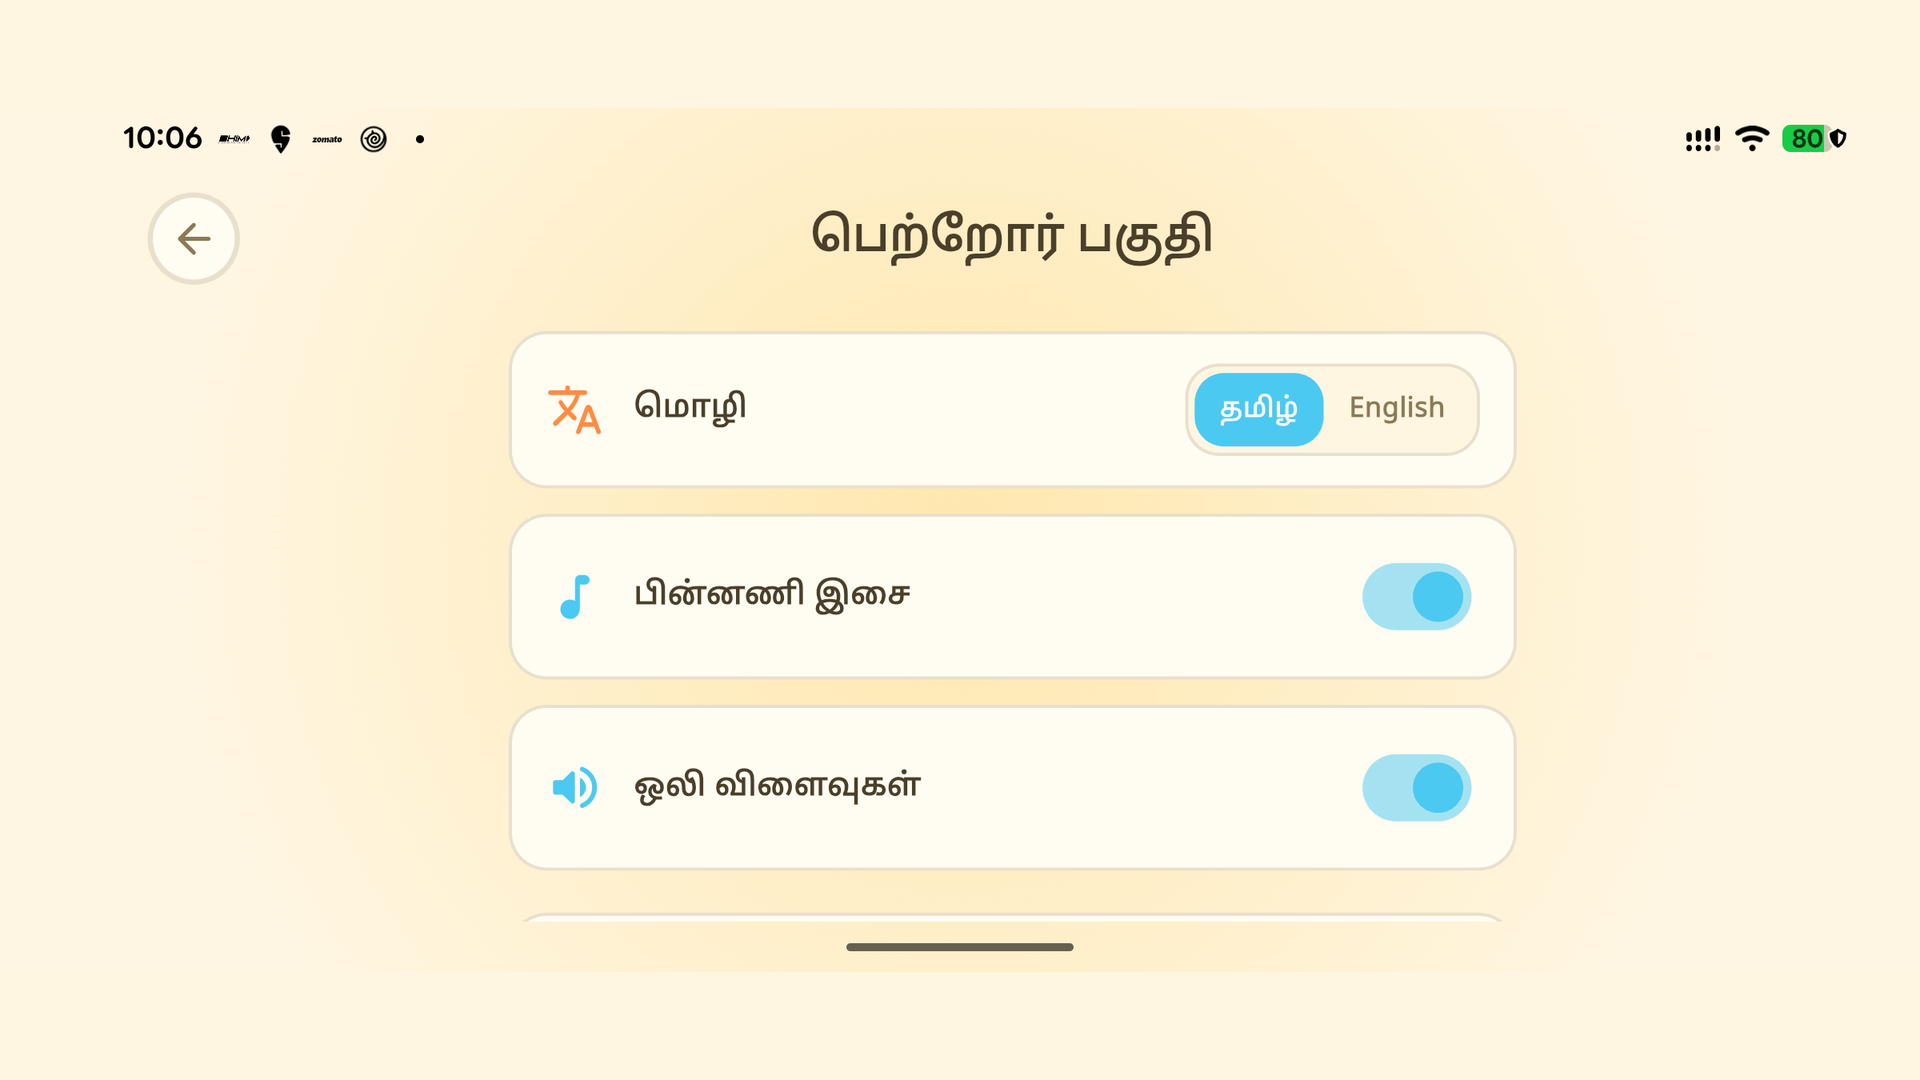 10:06 zomato 80
பெற்றோர் பகுதி
மொழி தமிழ் English
பின்னணி இசை
ஒலி விளைவுகள்